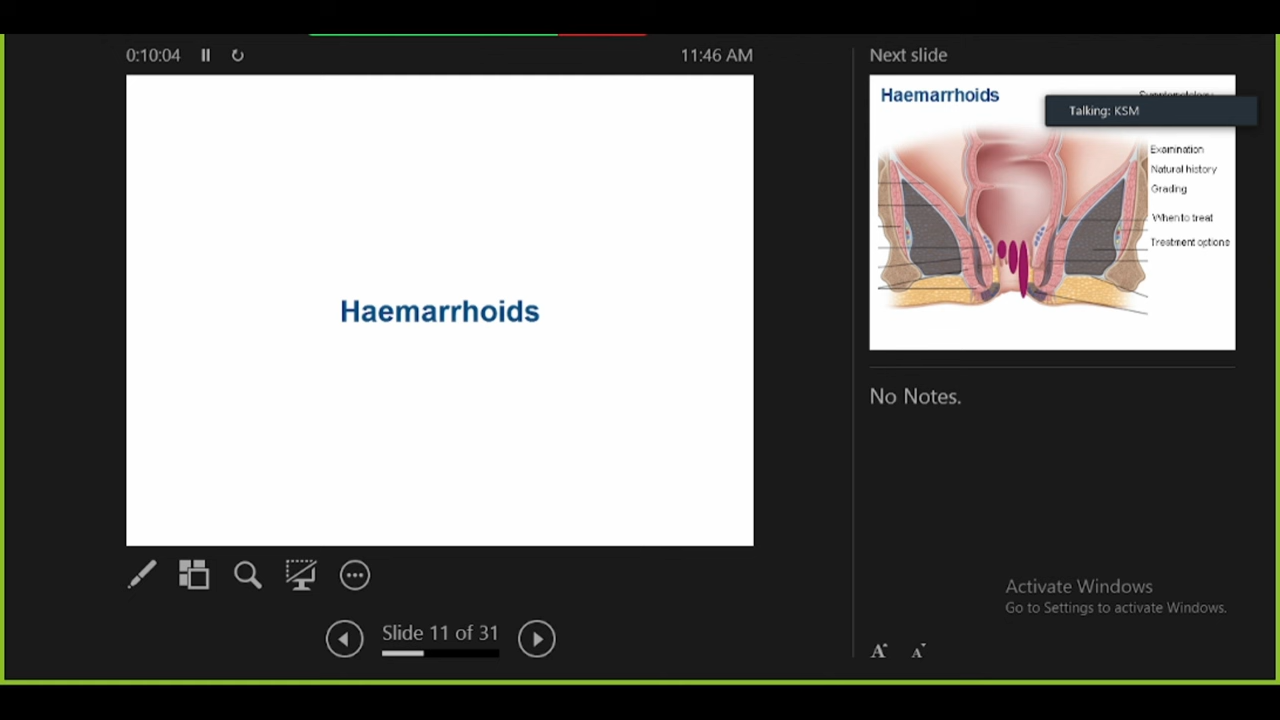 0:10:04
11:46 AM
Haemarrhoids
Slide 11 of 31
Next slide
Haemarrhoids
Talking: KSM
Examination
Natural history
Grading
When to treat
Treatment options
No Notes.
Activate Windows
Go to Settings to activate Windows.
A
A